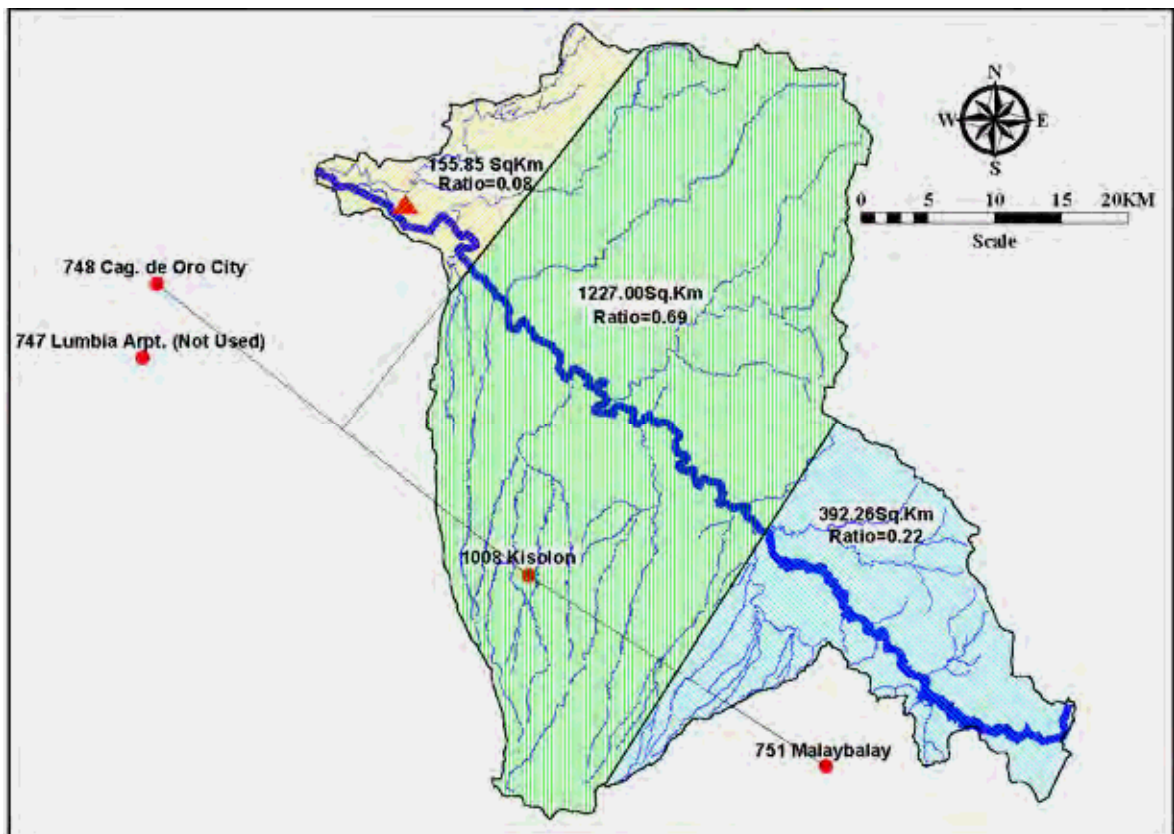 N
W E
S
0 5 10 15 20KM
Scale
155.85 SqKm
Ratio=0.08
748 Cag. de Oro City
1227.00Sq.Km
Ratio=0.69
747 Lumbia Arpt. (Not Used)
392.26Sq.Km
Ratio=0.22
1008 Kisolon
751 Malaybalay